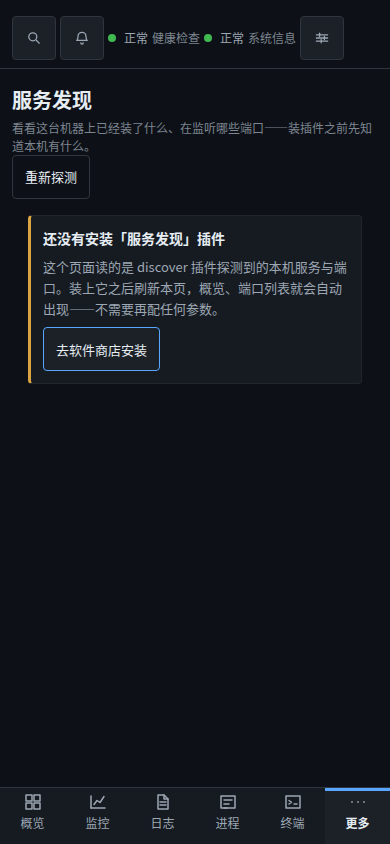 正常 健康检查 正常 系统信息
服务发现
看看这台机器上已经装了什么、在监听哪些端口——装插件之前先知
道本机有什么。
重新探测
还没有安装「服务发现」插件
这个页面读的是 discover 插件探测到的本机服务与端
口。装上它之后刷新本页，概览、端口列表就会自动
出现——不需要再配任何参数。
去软件商店安装
概览 监控 日志 进程 终端 更多